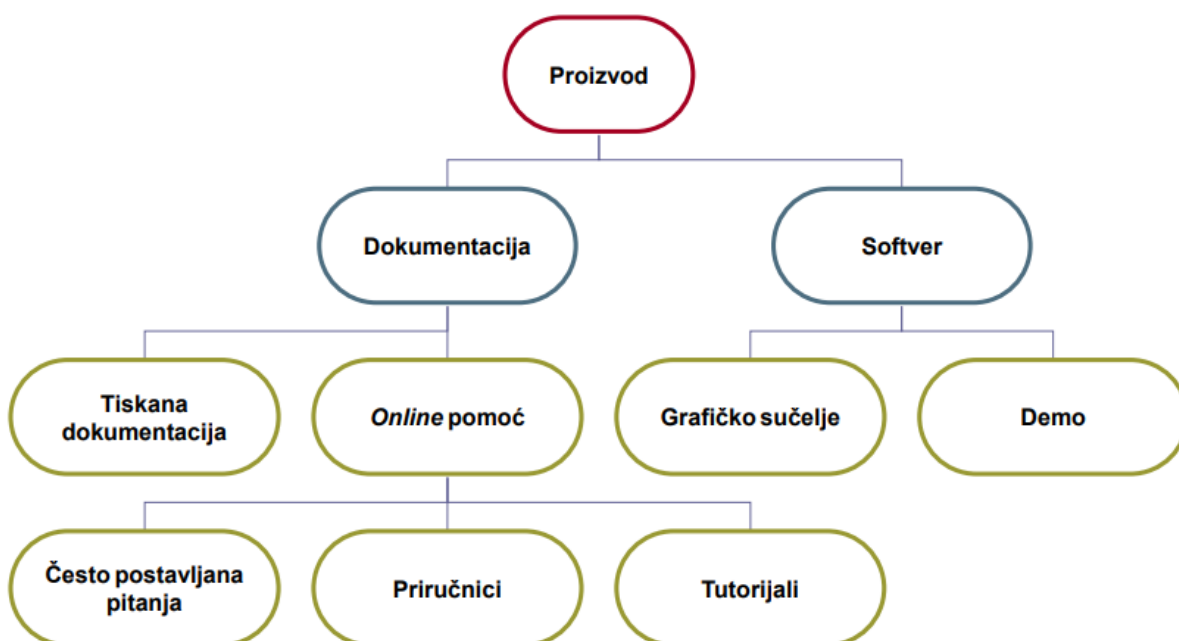 Proizvod
Dokumentacija
Softver
Tiskana
dokumentacija
Online pomoć
Grafičko sučelje
Demo
Često postavljana
pitanja
Priručnici
Tutorijali